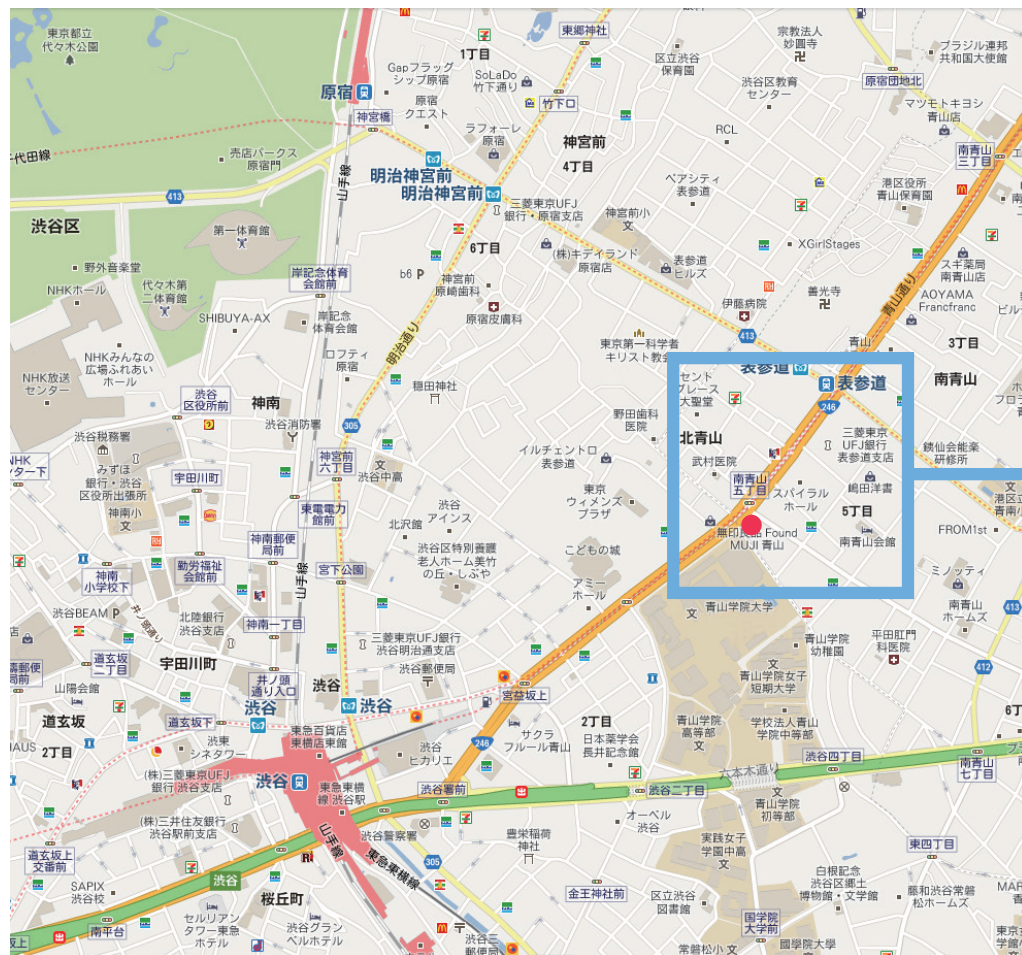 東京都立
代々木公園
1丁目
東郷神社
区立渋谷
保育園
宗教法人
妙圓寺
ブラジル連邦
共和国大使館
Gapフラッグ
シップ原宿
SoLaDo
竹下通り
渋谷区教育
センター
原宿団地北
原宿
原宿
クエスト
竹下口
マツモトキヨシ
青山店
神宮橋
ラフォーレ
原宿
神宮前
4丁目
RCL
南青山
三丁目
千代田線
売店パークス
原宿門
山手線
明治神宮前
明治神宮前
ペアシティ
表参道
港区役所
青山保育園
413
三菱東京UFJ
銀行・原宿支店
神宮前小
渋谷区
第一体育館
6丁目
(株)キディランド
原宿店
XGirlStages
野外音楽堂
岸記念体育
会館前
b6 P
神宮前
原嶋歯科
表参道
ヒルズ
スギ薬局
南青山店
NHKホール
代々木第
二体育館
善光寺
青山通り
AOYAMA
Francfranc
SHIBUYA-AX
岸記念
体育会館
原宿皮膚科
伊藤病院
明治通り
東京第一科学者
キリスト教会
413
青山
3丁目
NHKみんなの
広場ふれあい
ホール
ロフティ
原宿
表参道
表参道
南青山
NHK放送
センター
渋谷
区役所前
神南
穏田神社
セント
グレース
大聖堂
246
渋谷消防署
305
野田歯科
医院
渋谷税務署
北青山
三菱東京
UFJ銀行
表参道支店
銕仙会能楽
研修所
神宮前
六丁目
渋谷中高
イルチェントロ
表参道
武村医院
みずほ
銀行・渋谷
区役所出張所
宇田川町
南青山
五丁目
スパイラル
ホール
嶋田洋書
神南小
東電電力
館前
渋谷
アインス
北沢館
東京
ウィメンズ
プラザ
5丁目
FROM1st
神南郵便
局前
無印良品 Found
MUJI 青山
南青山会館
勤労福祉
会館前
宮下公園
渋谷区特別養護
老人ホーム美竹
の丘・しぶや
こどもの城
神南
小学校下
アミー
ホール
ミノッティ
渋谷BEAM P
井ノ頭通り
北陸銀行
渋谷支店
神南一丁目
青山学院大学
南青山
ホームズ
413
三菱東京UFJ銀行
渋谷明治通支店
青山学院
幼稚園
平田肛門
科医院
道玄坂
二丁目
宇田川町
井ノ頭
通り入口
渋谷
渋谷郵便局
青山学院女子
短期大学
412
山陽会館
宮益坂上
道玄坂
道玄坂下
渋谷
渋谷
2丁目
青山学院
高等部
学校法人青山
学院中等部
2丁目
渋東
シネタワー
東急百貨店
東横店東館
渋谷
ヒカリエ
246
サクラ
フルール青山
日本薬学会
長井記念館
六本木通り
渋谷四丁目
南青山
七丁目
(株)三菱東京UFJ
銀行 渋谷支店
渋谷
東急東横
線 渋谷駅
渋谷署前
渋谷二丁目
青山学院
初等部
(株)三井住友銀行
渋谷駅前支店
山手線
渋谷警察署
オーベル
渋谷
豊栄稲荷
神社
実践女子
学園中高
東四丁目
道玄坂上
交番前
東急東横線
305
渋谷
SAPIX
渋谷校
桜丘町
金王神社前
区立渋谷
図書館
白根記念
渋谷区郷土
博物館・文学館
藤和渋谷常磐
松ホームズ
南平台
セルリアン
タワー東急
ホテル
渋谷グラン
ベルホテル
渋谷三
郵便局
国学院
大学前
常磐松小
國學院大學